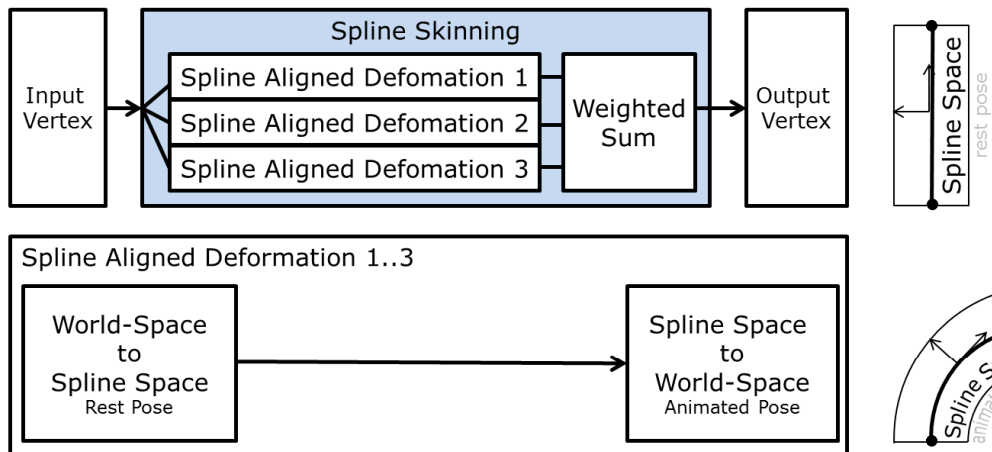 Spline Skinning
Input
Vertex
Spline Aligned Defomation 1
Spline Aligned Defomation 2
Spline Aligned Defomation 3
Weighted
Sum
Output
Vertex
Spline Space
rest pose
Spline Aligned Deformation 1..3
World-Space
to
Spline Space
Rest Pose
Spline Space
to
World-Space
Animated Pose
Spline